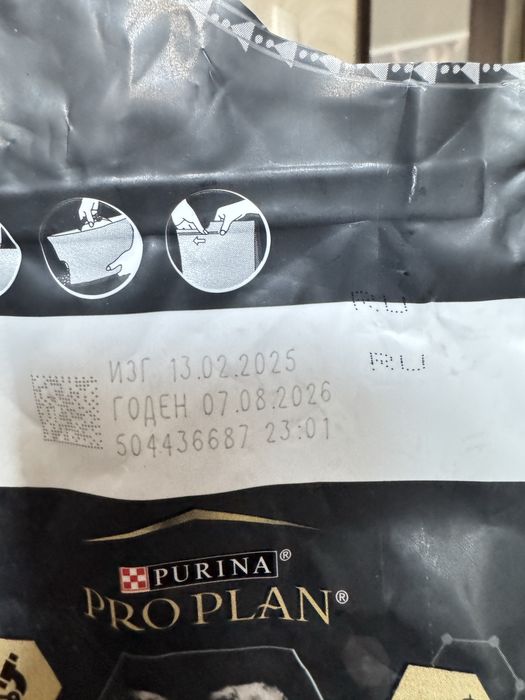 RU
RU
ИЗГ 13.02.2025
ГОДЕН 07.08.2026
504436687 23:01
PURINA®
PRO PLAN®